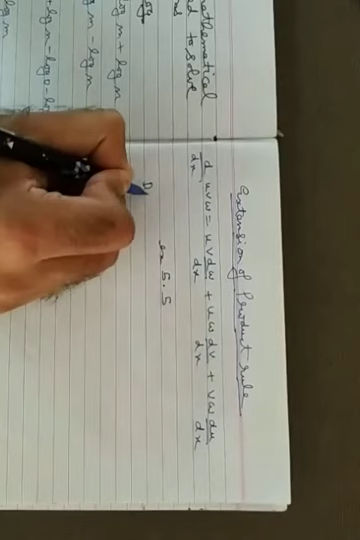 Extension of Product rule
d/dx uvw = uv dw/dx + uw dv/dx + vw du/dx
ex 5.5
D
mathematical
d to solve
log m + log n
log m - log n
log m